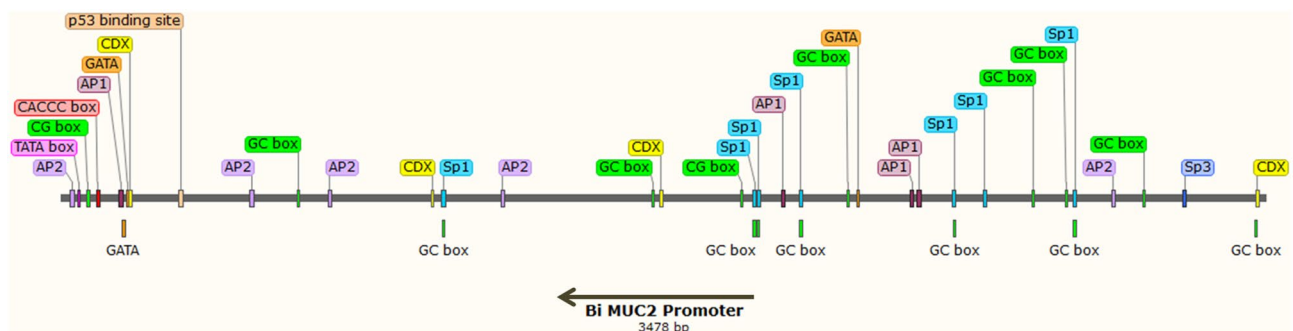 p53 binding site
Sp1
CDX
GATA
GC box
GATA
GC box
Sp1
GC box
AP1
Sp1
AP1
Sp1
CACCC box
CG box
Sp1
Sp1
GC box
CDX
Sp1
AP1
GC box
TATA box
AP2
AP2
AP2
CDX
Sp1
AP2
GC box
CG box
AP1
AP2
Sp3
CDX
GATA
GC box
GC box
GC box
GC box
GC box
GC box
Bi MUC2 Promoter
3478 bp